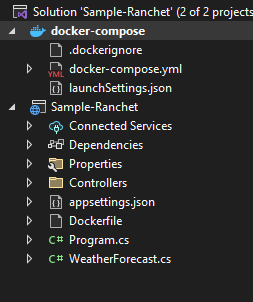 Solution 'Sample-Ranchet' (2 of 2 projects
docker-compose
.dockerignore
YML docker-compose.yml
launchSettings.json
Sample-Ranchet
Connected Services
Dependencies
Properties
Controllers
appsettings.json
Dockerfile
C# Program.cs
C# WeatherForecast.cs